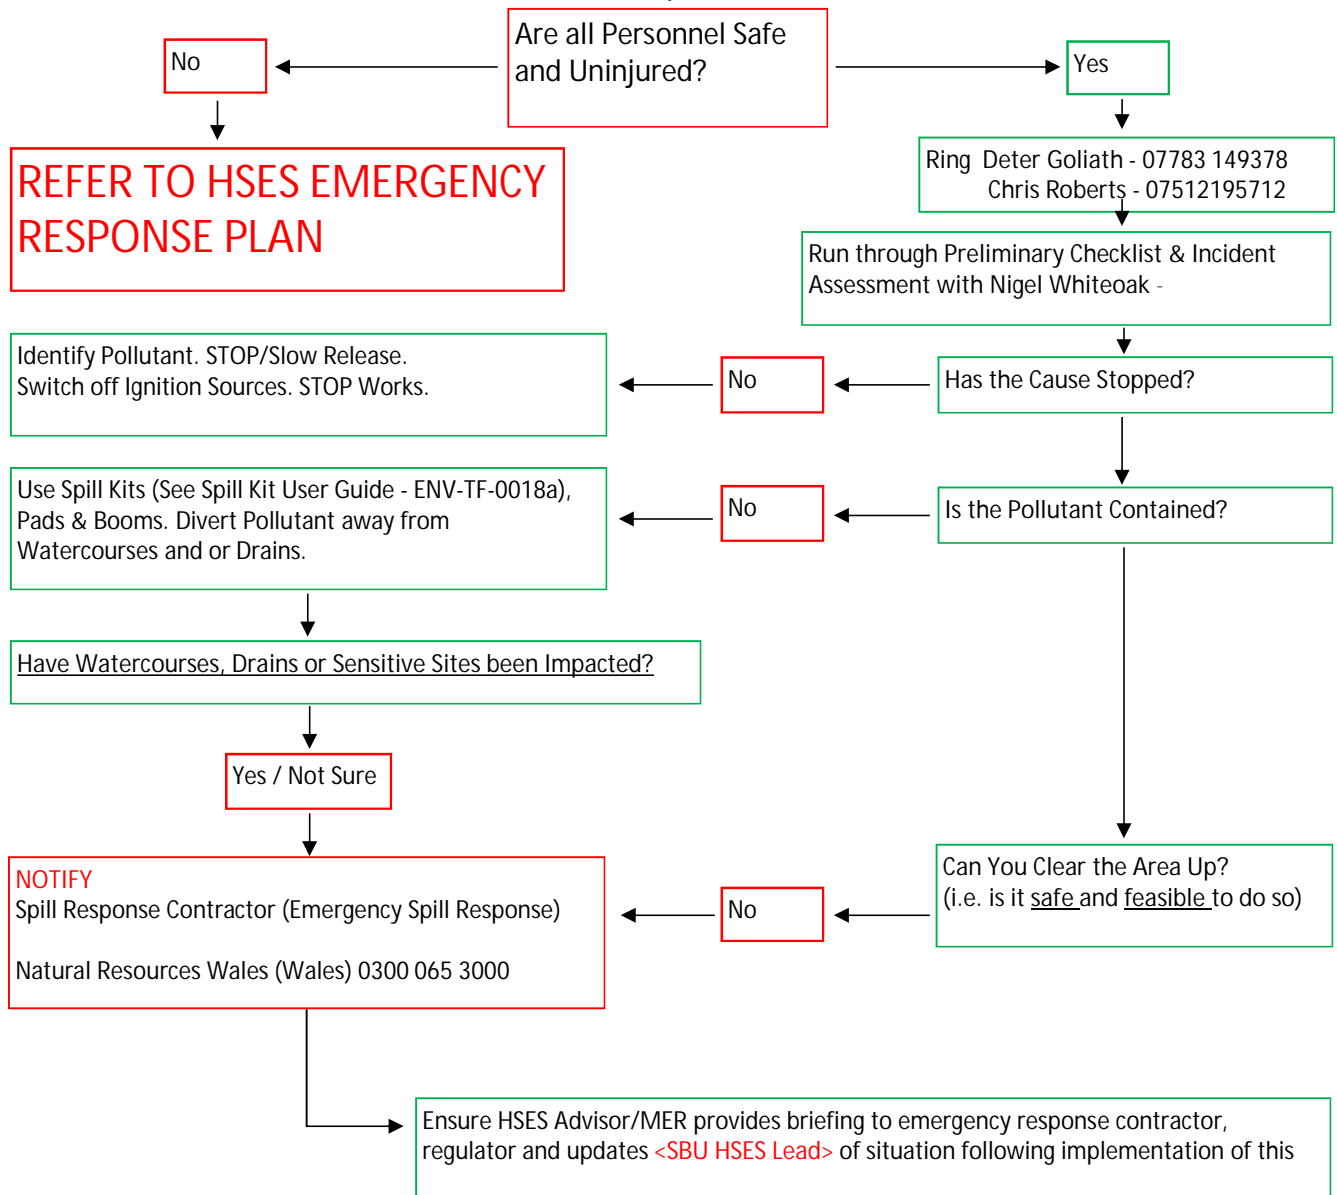 Are all Personnel Safe
and Uninjured?
No
Yes
REFER TO HSES EMERGENCY
RESPONSE PLAN
Ring Deter Goliath - 07783 149378
Chris Roberts - 07512195712
Run through Preliminary Checklist & Incident
Assessment with Nigel Whiteoak -
Identify Pollutant. STOP/Slow Release.
Switch off Ignition Sources. STOP Works.
No
Has the Cause Stopped?
Use Spill Kits (See Spill Kit User Guide - ENV-TF-0018a),
Pads & Booms. Divert Pollutant away from
Watercourses and or Drains.
No
Is the Pollutant Contained?
Have Watercourses, Drains or Sensitive Sites been Impacted?
Yes / Not Sure
NOTIFY
Spill Response Contractor (Emergency Spill Response)
Natural Resources Wales (Wales) 0300 065 3000
No
Can You Clear the Area Up?
(i.e. is it safe and feasible to do so)
Ensure HSES Advisor/MER provides briefing to emergency response contractor,
regulator and updates <SBU HSES Lead> of situation following implementation of this